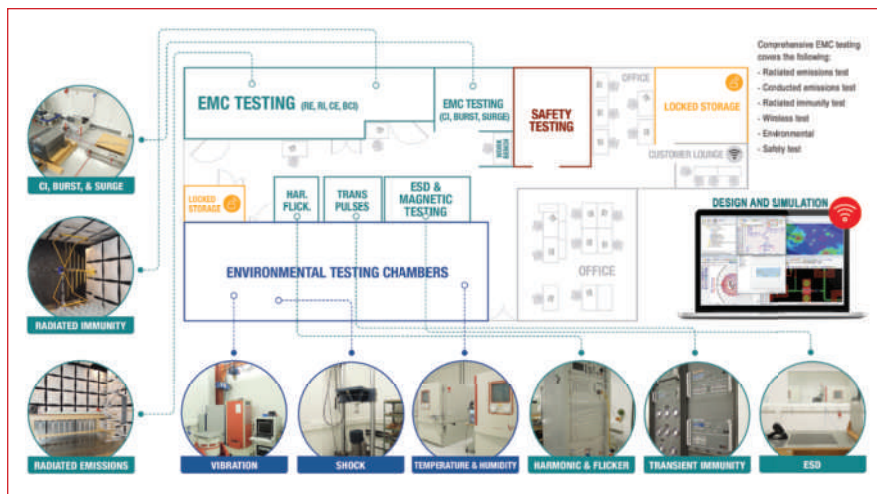 EMC TESTING (RE, RI, CE, BCI)
EMC TESTING
(CI, BURST, SURGE)
SAFETY
TESTING
OFFICE
LOCKED STORAGE
Comprehensive EMC testing
covers the following:
- Radiated emissions test
- Conducted emissions test
- Radiated immunity test
- Wireless test
- Environmental
- Safety test
WORK
BENCH
CUSTOMER LOUNGE
CI, BURST, & SURGE
LOCKED
STORAGE
HAR.
FLICK.
TRANS
PULSES
ESD &
MAGNETIC
TESTING
DESIGN AND SIMULATION
ENVIRONMENTAL TESTING CHAMBERS
OFFICE
RADIATED IMMUNITY
RADIATED EMISSIONS
VIBRATION
SHOCK
TEMPERATURE & HUMIDITY
HARMONIC & FLICKER
TRANSIENT IMMUNITY
ESD